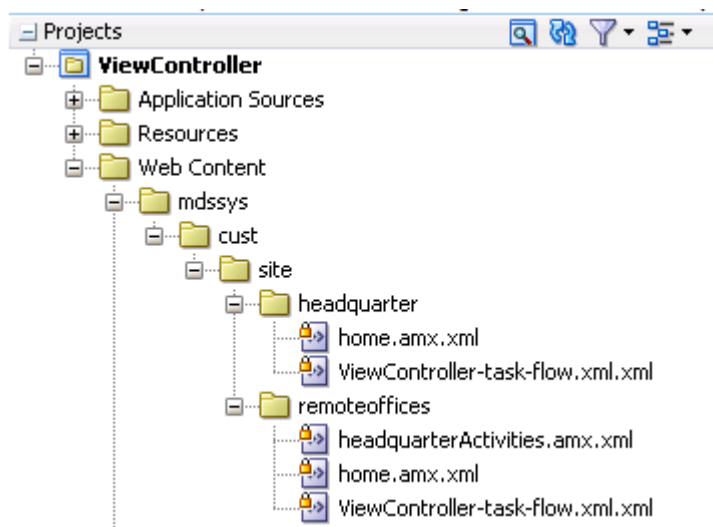 Projects
ViewController
Application Sources
Resources
Web Content
mdssys
cust
site
headquarter
home.amx.xml
ViewController-task-flow.xml.xml
remoteoffices
headquarterActivities.amx.xml
home.amx.xml
ViewController-task-flow.xml.xml